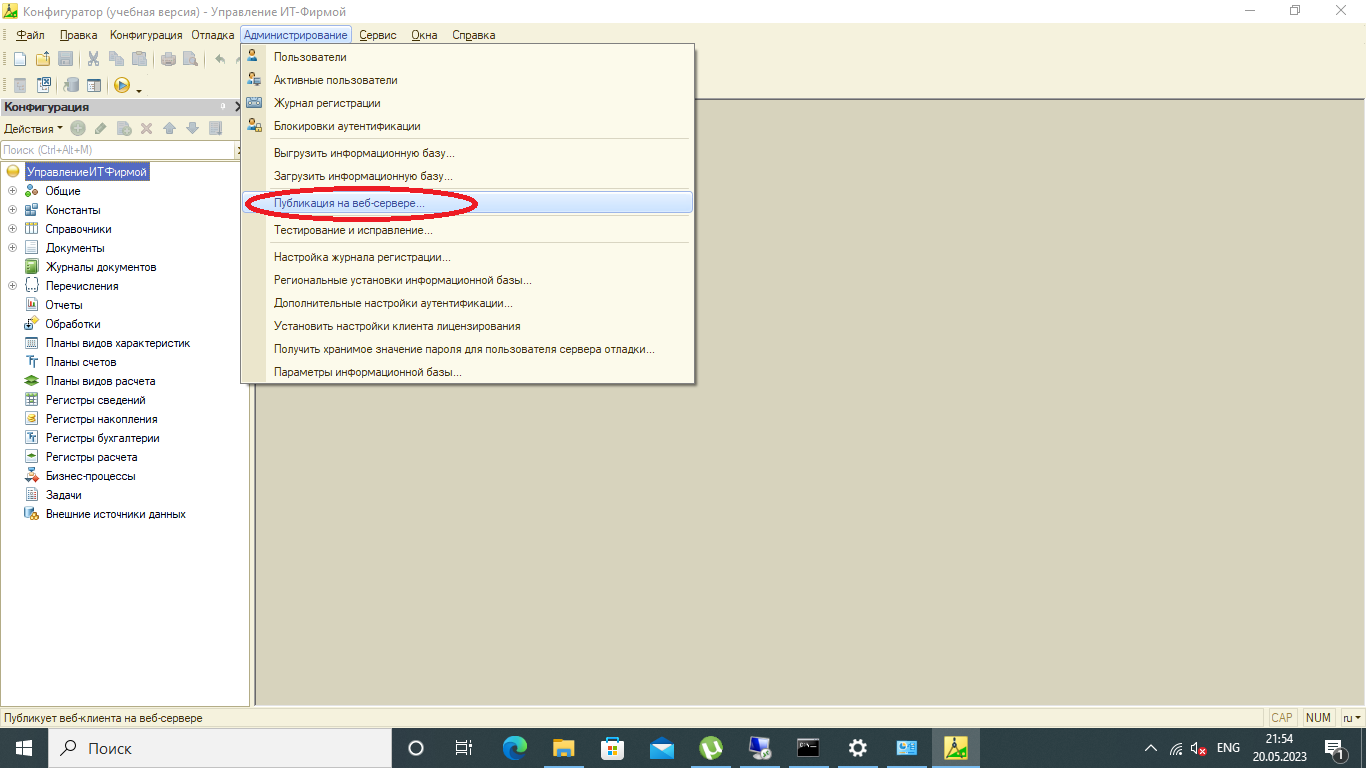 Конфигуратор (учебная версия) - Управление ИТ-Фирмой
Файл Правка Конфигурация Отладка Администрирование Сервис Окна Справка
Пользователи
Активные пользователи
Журнал регистрации
Блокировки аутентификации
Выгрузить информационную базу...
Загрузить информационную базу...
Публикация на веб-сервере...
Тестирование и исправление...
Настройка журнала регистрации...
Региональные установки информационной базы...
Дополнительные настройки аутентификации...
Установить настройки клиента лицензирования
Получить хранимое значение пароля для пользователя сервера отладки...
Параметры информационной базы...
Конфигурация
Действия
Поиск (Ctrl+Alt+M)
УправлениеИТФирмой
Общие
Константы
Справочники
Документы
Журналы документов
Перечисления
Отчеты
Обработки
Планы видов характеристик
Планы счетов
Планы видов расчета
Регистры сведений
Регистры накопления
Регистры бухгалтерии
Регистры расчета
Бизнес-процессы
Задачи
Внешние источники данных
Публикует веб-клиента на веб-сервере
CAP NUM ru
Поиск
ENG
21:54
20.05.2023
1